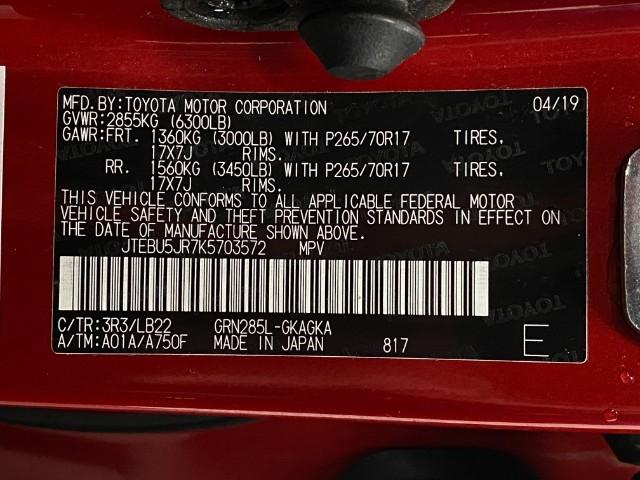 MFD.BY:TOYOTA MOTOR CORPORATION 04/19
GVWR:2855KG (6300LB)
GAWR:FRT. 1360KG (3000LB) WITH P265/70R17 TIRES,
17X7J RIMS.
RR. 1560KG (3450LB) WITH P265/70R17 TIRES,
17X7J RIMS.
THIS VEHICLE CONFORMS TO ALL APPLICABLE FEDERAL MOTOR
VEHICLE SAFETY AND THEFT PREVENTION STANDARDS IN EFFECT ON
THE DATE OF MANUFACTURE SHOWN ABOVE.
JTEBU5JR7K5703572 MPV
C/TR:3R3/LB22 GRN285L-GKAGKA
A/TM:A01A/A750F MADE IN JAPAN 817 E